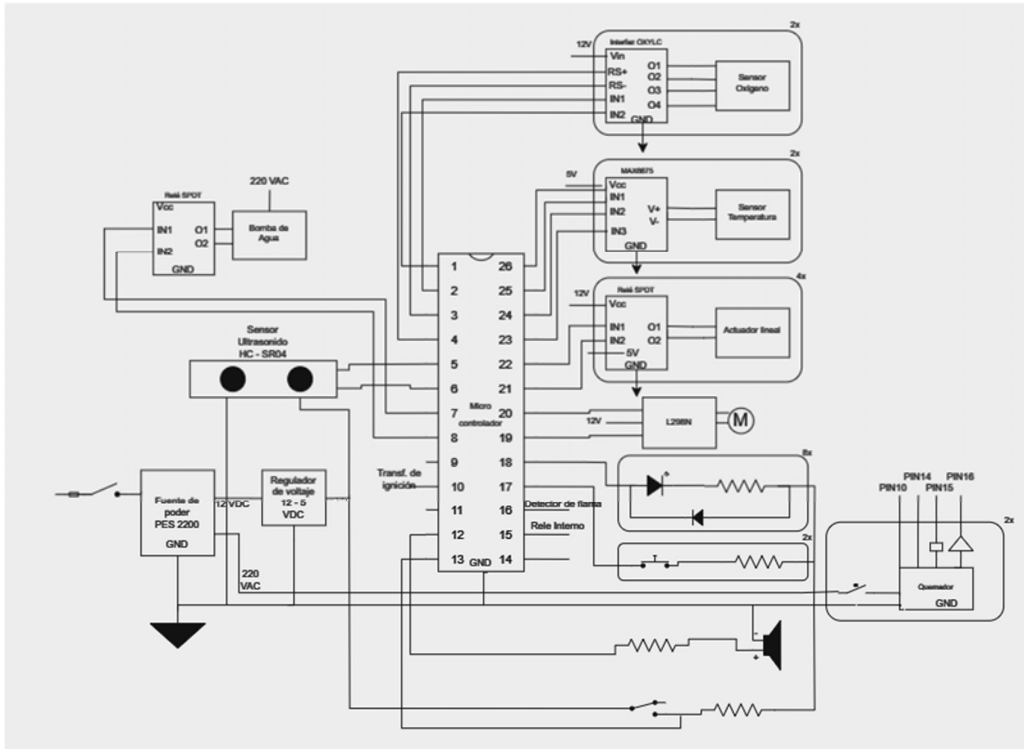 2x
Interfaz OXYLC
12V
Vin
RS+
RS-
IN1
IN2
GND
O1
O2
O3
O4
Sensor
Oxigeno
2x
MAX6675
5V
Vcc
IN1
IN2
IN3
GND
V+
V-
Sensor
Temperatura
4x
Relé SPDT
12V
Vcc
IN1
IN2
5V
GND
O1
O2
Actuador lineal
220 VAC
Relé SPDT
Vcc
IN1
IN2
GND
O1
O2
Bomba de
Agua
Sensor
Ultrasonido
HC - SR04
1
2
3
4
5
6
7
8
9
10
11
12
13
Micro
controlador
GND
26
25
24
23
22
21
20
19
18
17
16
15
14
12V
L298N
M
Transf. de
ignición
Detector de flama
Rele Interno
8x
2x
Fuente de
poder
PES 2200
GND
12 VDC
Regulador
de voltaje
12 - 5
VDC
220
VAC
PIN14
PIN16
PIN10
PIN15
2x
Quemador
GND
-
+